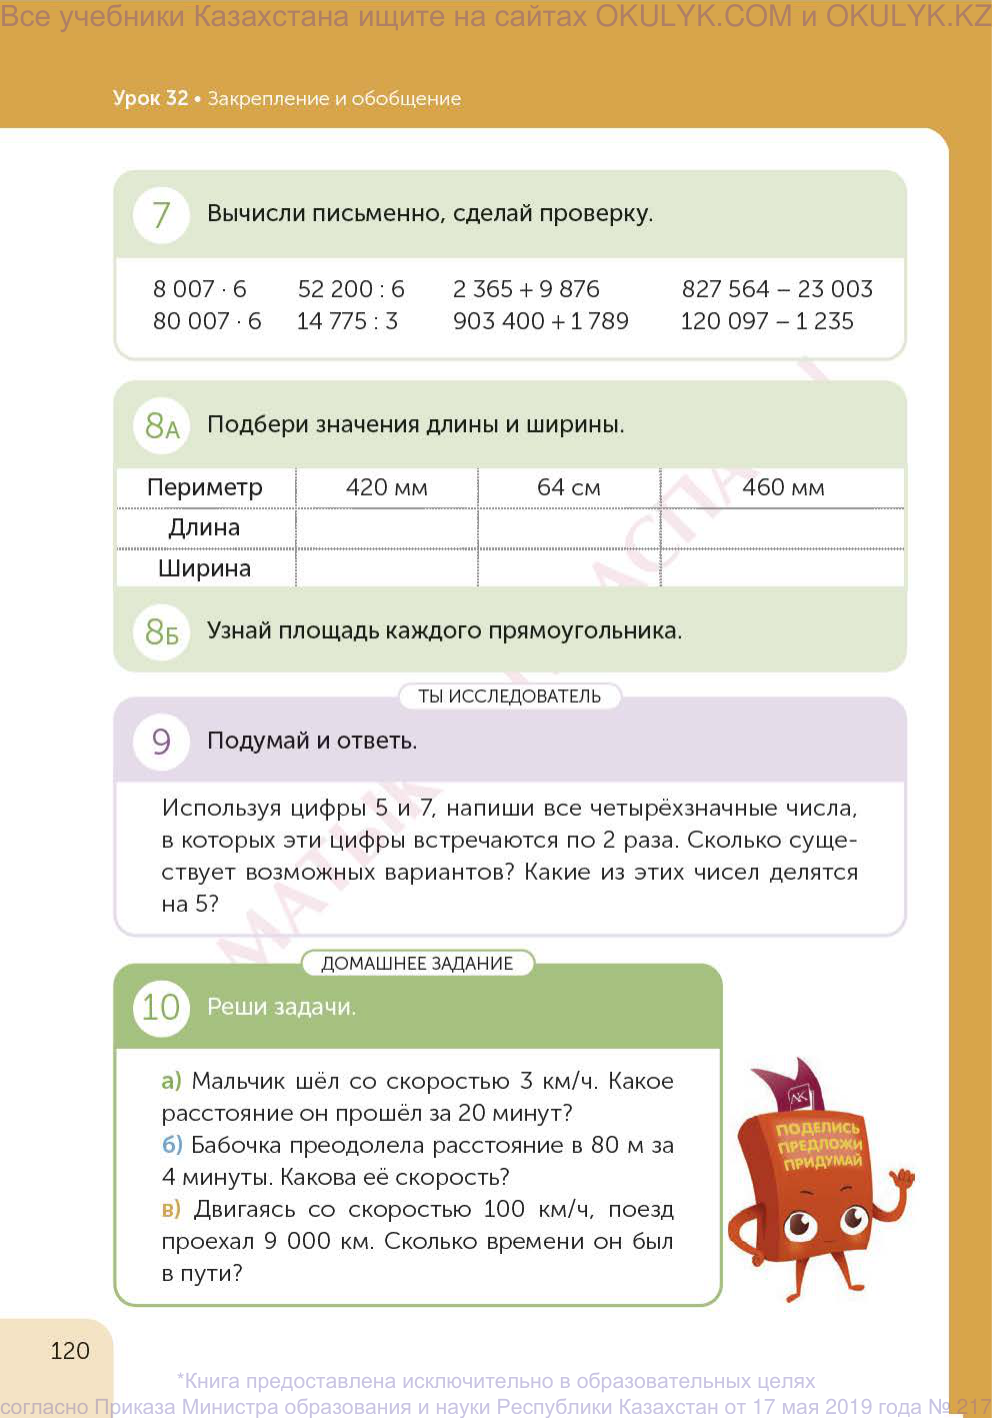 Все учебники Казахстана ищите на сайтах OKULYK.COM и OKULYK.KZ
Урок 32 • Закрепление и обобщение
7 Вычисли письменно, сделай проверку.
8 007 · 6 52 200 : 6 2 365 + 9 876 827 564 – 23 003
80 007 · 6 14 775 : 3 903 400 + 1 789 120 097 – 1 235
8А Подбери значения длины и ширины.
Периметр 420 мм 64 см 460 мм
Длина
Ширина
8Б Узнай площадь каждого прямоугольника.
ТЫ ИССЛЕДОВАТЕЛЬ
9 Подумай и ответь.
Используя цифры 5 и 7, напиши все четырёхзначные числа,
в которых эти цифры встречаются по 2 раза. Сколько суще-
ствует возможных вариантов? Какие из этих чисел делятся
на 5?
ДОМАШНЕЕ ЗАДАНИЕ
10 Реши задачи.
а) Мальчик шёл со скоростью 3 км/ч. Какое
расстояние он прошёл за 20 минут?
б) Бабочка преодолела расстояние в 80 м за
4 минуты. Какова её скорость?
в) Двигаясь со скоростью 100 км/ч, поезд
проехал 9 000 км. Сколько времени он был
в пути?
ПОДЕЛИСЬ
ПРЕДЛОЖИ
ПРИДУМАЙ
120
*Книга предоставлена исключительно в образовательных целях
согласно Приказа Министра образования и науки Республики Казахстан от 17 мая 2019 года № 217